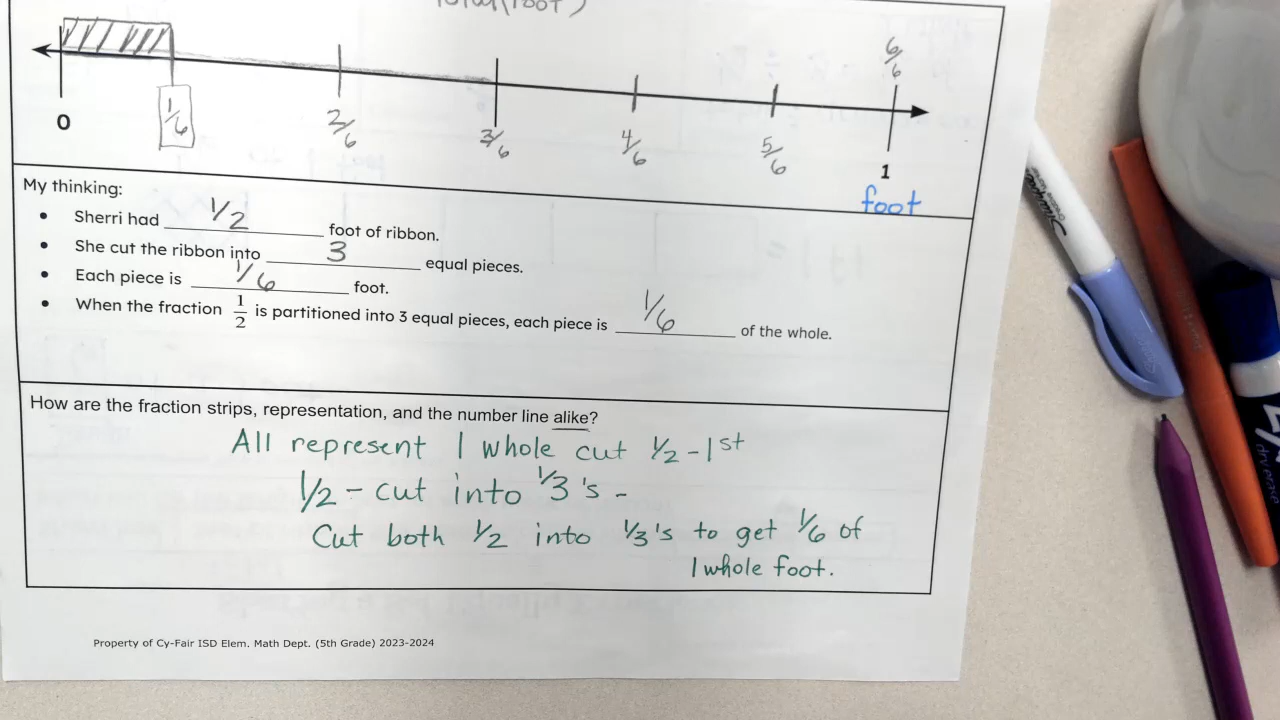 Total (foot)
6/6
1/6
0
2/6
3/6
4/6
5/6
1
foot
My thinking:
• Sherri had 1/2 foot of ribbon.
• She cut the ribbon into 3 equal pieces.
• Each piece is 1/6 foot.
• When the fraction 1/2 is partitioned into 3 equal pieces, each piece is 1/6 of the whole.
How are the fraction strips, representation, and the number line alike?
All represent 1 whole cut 1/2 - 1st
1/2 - cut into 1/3's -
Cut both 1/2 into 1/3's to get 1/6 of
1 whole foot.
Property of Cy-Fair ISD Elem. Math Dept. (5th Grade) 2023-2024